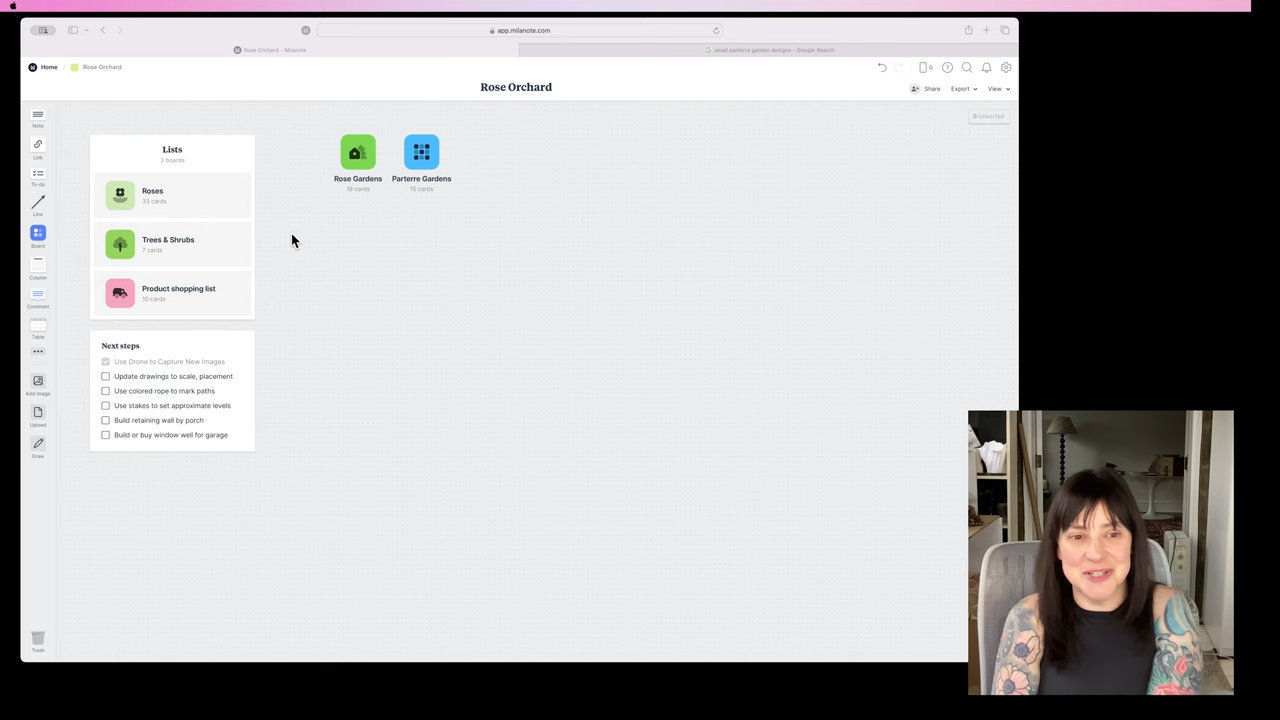 app.milanote.com
Rose Orchard - Milanote
small parterre garden designs - Google Search
Home / Rose Orchard
0
Rose Orchard
Share
Export
View
0 Unsorted
Note
Link
To-do
Line
Board
Column
Comment
Table
Add image
Upload
Draw
Trash
Lists
3 boards
Roses
33 cards
Trees & Shrubs
7 cards
Product shopping list
10 cards
Rose Gardens
18 cards
Parterre Gardens
15 cards
Next steps
Use Drone to Capture New Images
Update drawings to scale, placement
Use colored rope to mark paths
Use stakes to set approximate levels
Build retaining wall by porch
Build or buy window well for garage